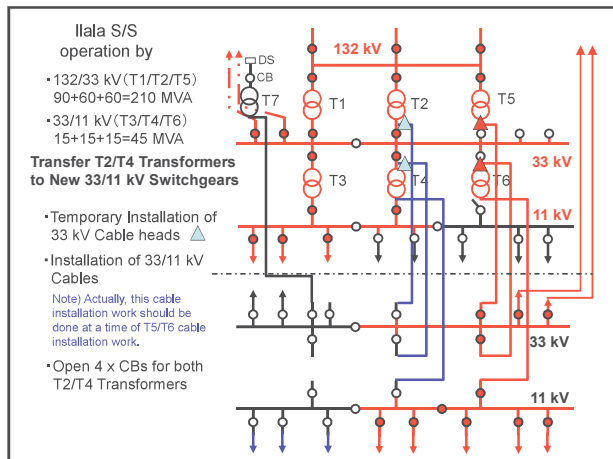 Ilala S/S
operation by
・132/33 kV(T1/T2/T5)
90+60+60=210 MVA
・33/11 kV(T3/T4/T6)
15+15+15=45 MVA
Transfer T2/T4 Transformers
to New 33/11 kV Switchgears
・Temporary Installation of
33 kV Cable heads
・Installation of 33/11 kV
Cables
Note) Actually, this cable
installation work should be
done at a time of T5/T6 cable
installation work.
・Open 4 x CBs for both
T2/T4 Transformers
DS
CB
T7
132 kV
T1
T2
T5
33 kV
T3
T4
T6
11 kV
33 kV
11 kV